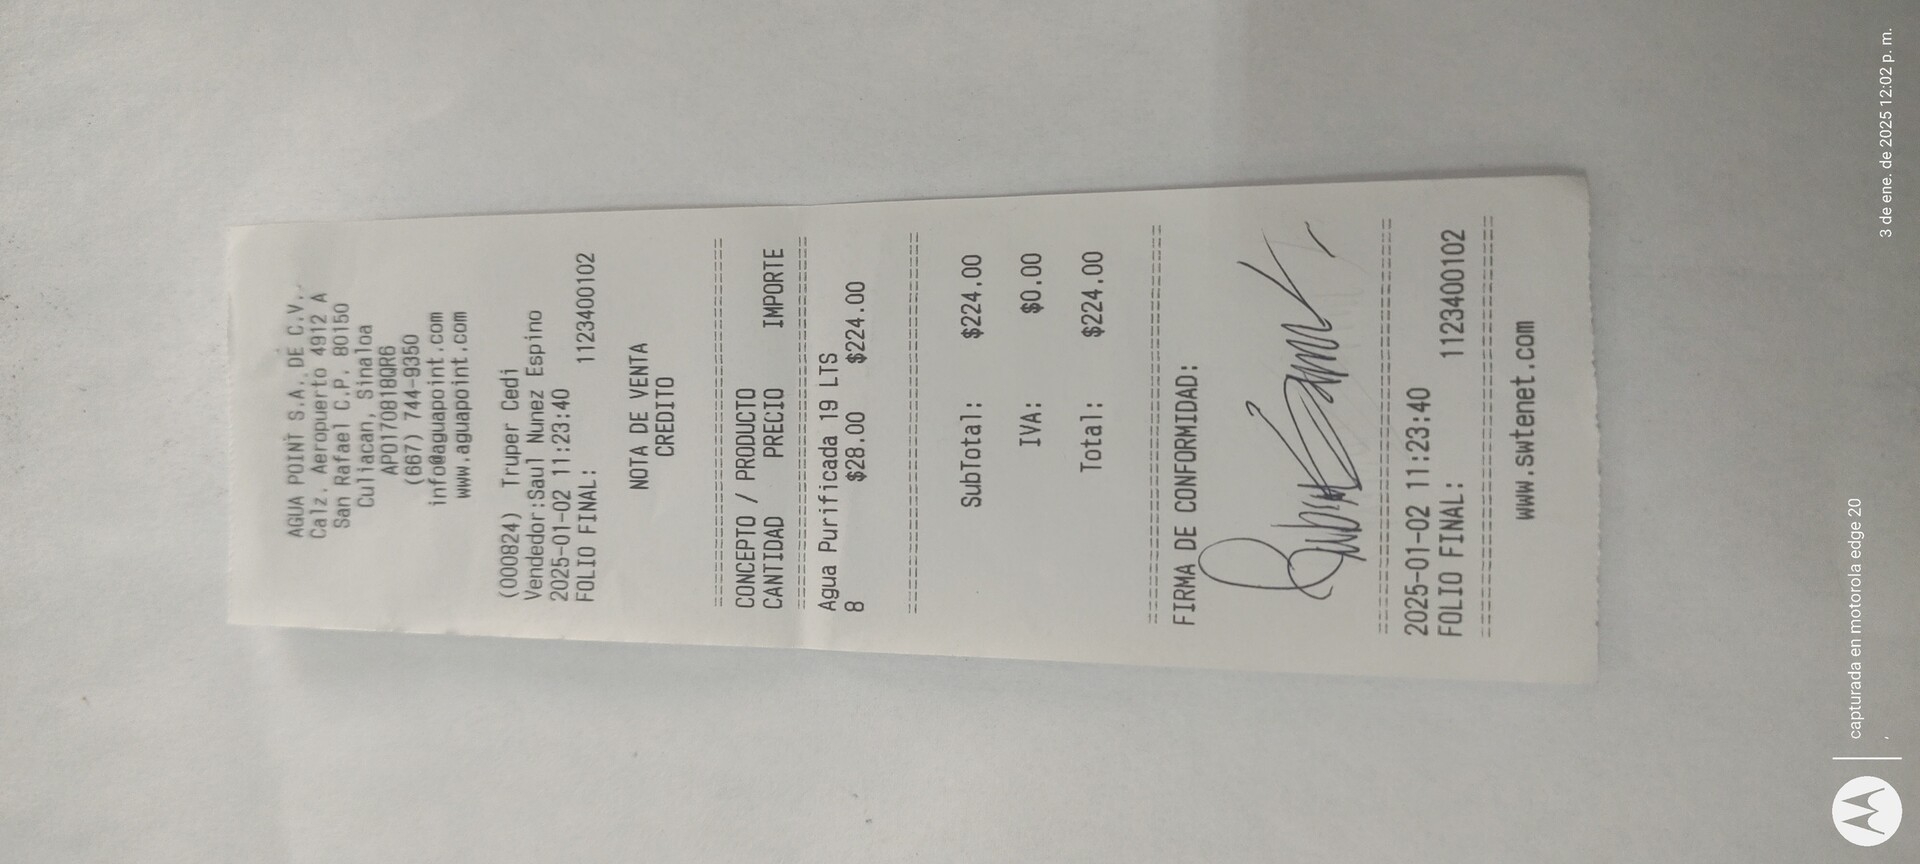 AGUA POINT S.A. DE C.V.
Calz. Aeropuerto 4912 A
San Rafael C.P. 80150
Culiacan, Sinaloa
APO170818QR6
(667) 744-9350
info@aguapoint.com
www.aguapoint.com
(000824) Truper Cedi
Vendedor:Saul Nunez Espino
2025-01-02 11:23:40
FOLIO FINAL: 1123400102
NOTA DE VENTA
CREDITO
CONCEPTO / PRODUCTO
CANTIDAD PRECIO IMPORTE
Agua Purificada 19 LTS
8 $28.00 $224.00
SubTotal: $224.00
IVA: $0.00
Total: $224.00
FIRMA DE CONFORMIDAD:
2025-01-02 11:23:40
FOLIO FINAL: 1123400102
www.swtenet.com
capturada en motorola edge 20
3 de ene. de 2025 12:02 p. m.